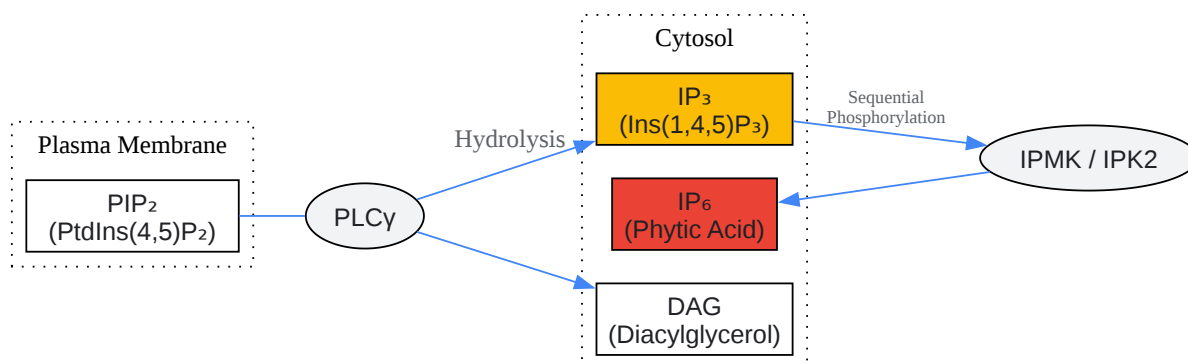 Plasma Membrane
PIP₂
(PtdIns(4,5)P₂)
PLCγ
Hydrolysis
Cytosol
IP₃
(Ins(1,4,5)P₃)
IP₆
(Phytic Acid)
DAG
(Diacylglycerol)
Sequential
Phosphorylation
IPMK / IPK2